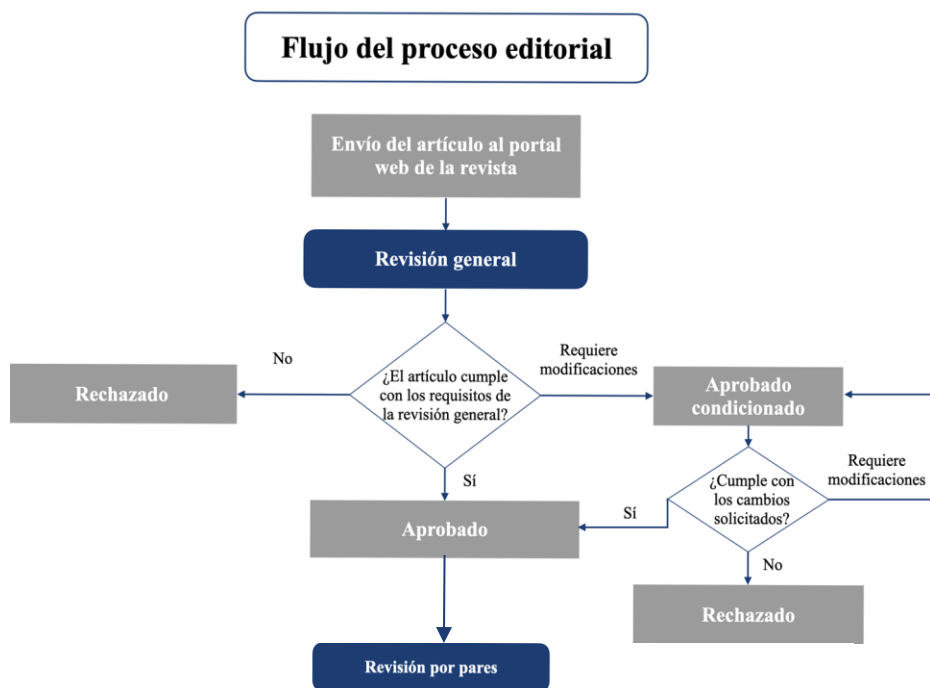 Flujo del proceso editorial
Envío del artículo al portal
web de la revista
Revisión general
No
Requiere
modificaciones
Rechazado
¿El artículo cumple
con los requisitos de
la revisión general?
Aprobado
condicionado
Sí
Requiere
modificaciones
¿Cumple con
los cambios
solicitados?
Sí
Aprobado
No
Rechazado
Revisión por pares